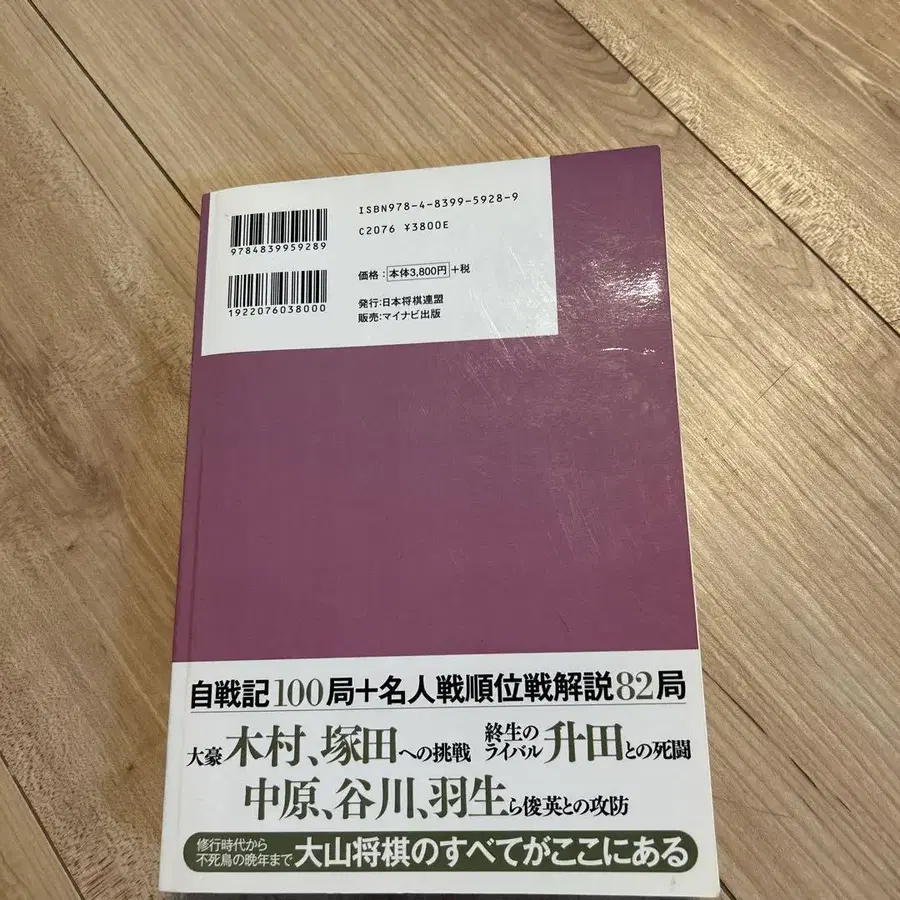 ISBN978-4-8399-5928-9
C2076 ¥3800E
9784839959289
価格：本体3,800円＋税
1922076038000
発行：日本将棋連盟
販売：マイナビ出版
自戦記100局＋名人戦順位戦解説82局
大豪木村、塚田への挑戦 終生のライバル升田との死闘
中原、谷川、羽生ら俊英との攻防
修行時代から不死鳥の晩年まで 大山将棋のすべてがここにある